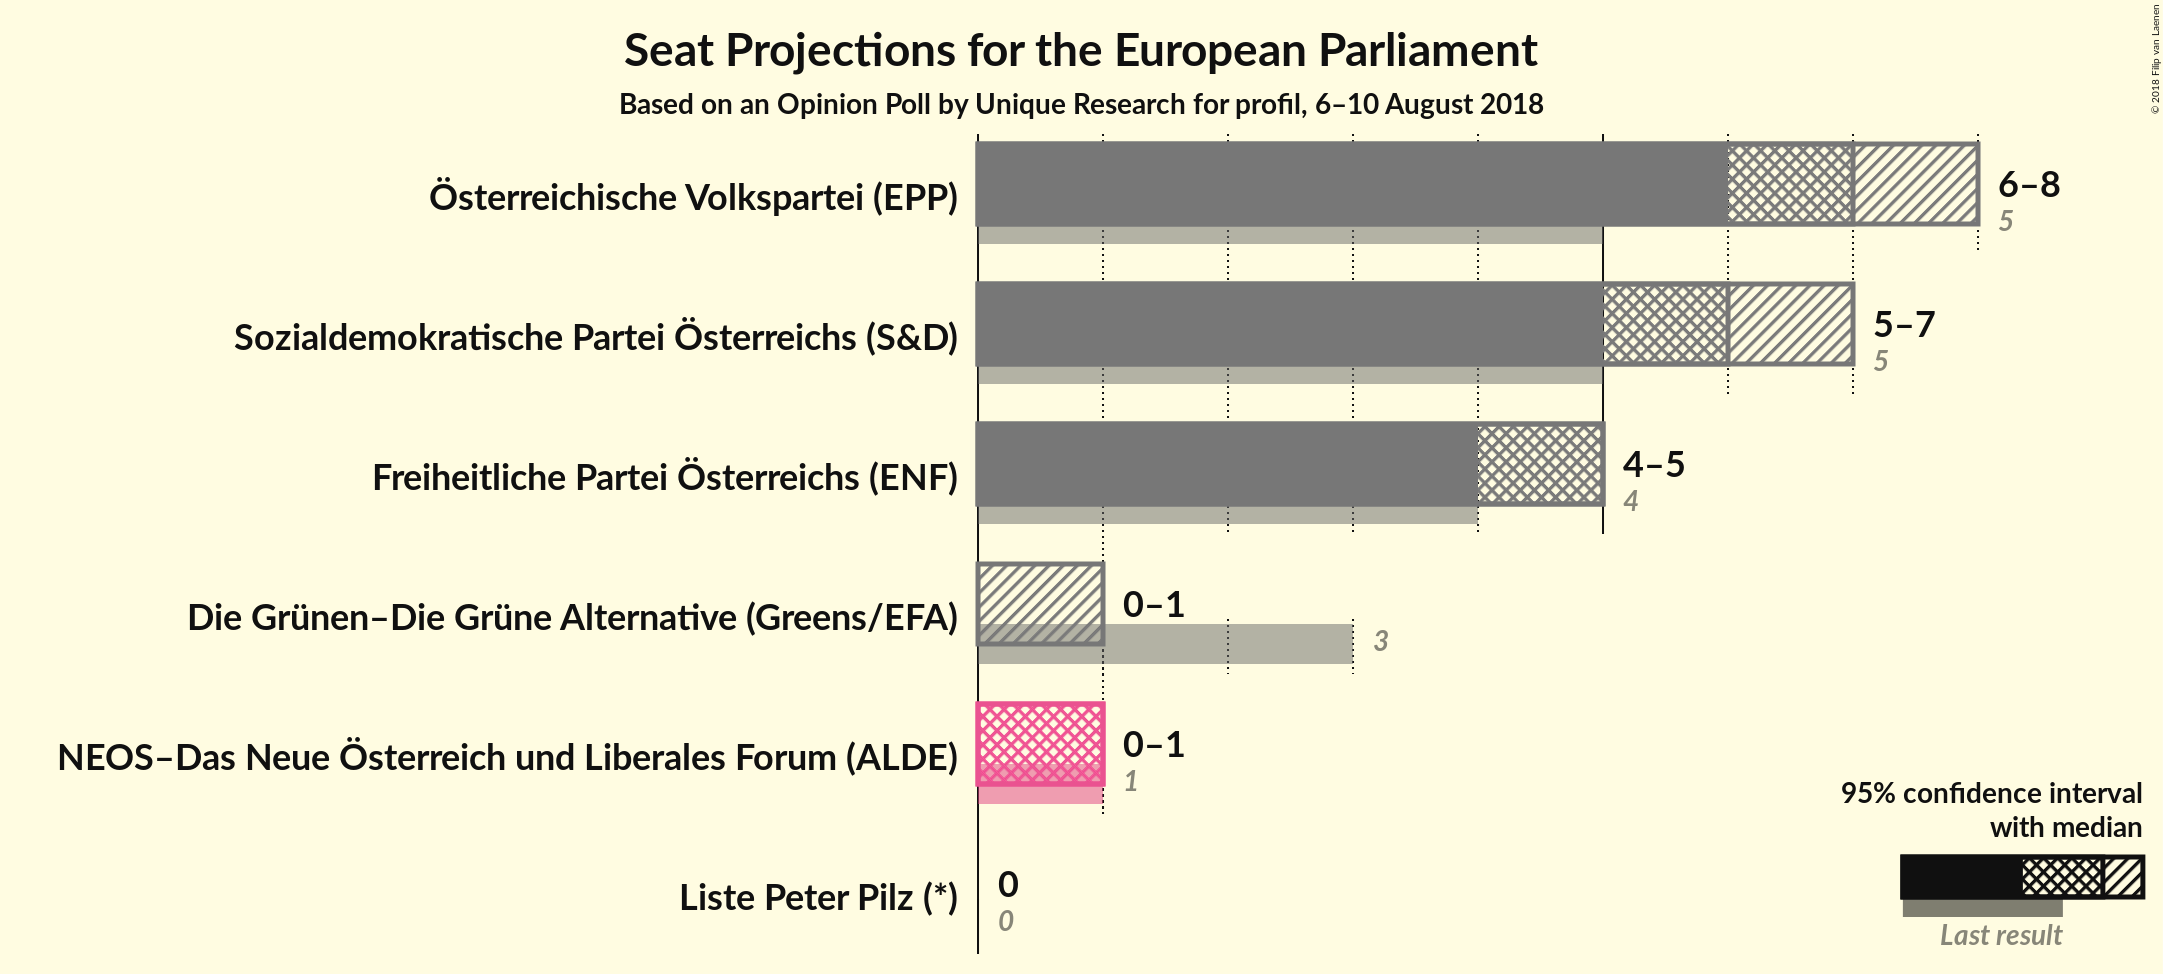 Seat Projections for the European Parliament
Based on an Opinion Poll by Unique Research for profil, 6–10 August 2018
© 2018 Filip van Laenen
Österreichische Volkspartei (EPP)
6–8
5
Sozialdemokratische Partei Österreichs (S&D)
5–7
5
Freiheitliche Partei Österreichs (ENF)
4–5
4
Die Grünen–Die Grüne Alternative (Greens/EFA)
0–1
3
NEOS–Das Neue Österreich und Liberales Forum (ALDE)
0–1
1
Liste Peter Pilz (*)
0
0
95% confidence interval
with median
Last result